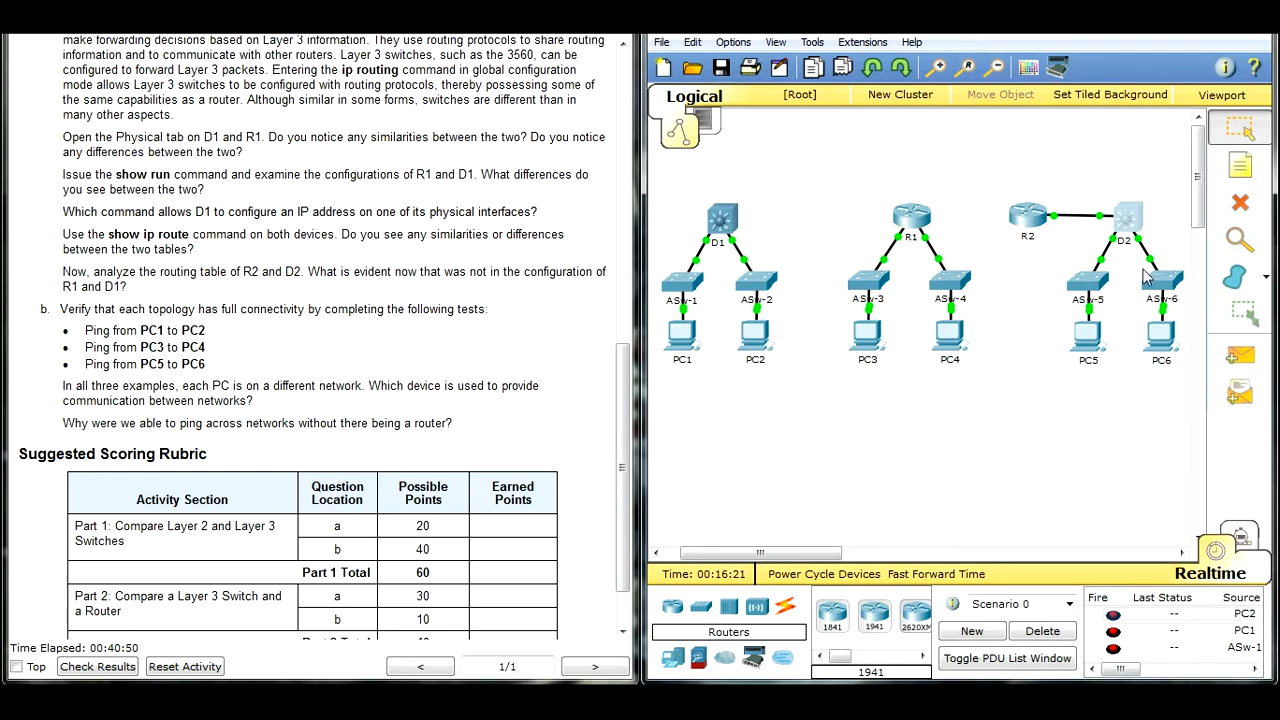 make forwarding decisions based on Layer 3 information. They use routing protocols to share routing
information and to communicate with other routers. Layer 3 switches, such as the 3560, can be
configured to forward Layer 3 packets. Entering the ip routing command in global configuration
mode allows Layer 3 switches to be configured with routing protocols, thereby possessing some of
the same capabilities as a router. Although similar in some forms, switches are different than in
many other aspects.
Open the Physical tab on D1 and R1. Do you notice any similarities between the two? Do you notice
any differences between the two?
Issue the show run command and examine the configurations of R1 and D1. What differences do
you see between the two?
Which command allows D1 to configure an IP address on one of its physical interfaces?
Use the show ip route command on both devices. Do you see any similarities or differences
between the two tables?
Now, analyze the routing table of R2 and D2. What is evident now that was not in the configuration of
R1 and D1?
b. Verify that each topology has full connectivity by completing the following tests:
• Ping from PC1 to PC2
• Ping from PC3 to PC4
• Ping from PC5 to PC6
In all three examples, each PC is on a different network. Which device is used to provide
communication between networks?
Why were we able to ping across networks without there being a router?
Suggested Scoring Rubric
Activity Section Question Location Possible Points Earned Points
Part 1: Compare Layer 2 and Layer 3 Switches a 20
b 40
Part 1 Total 60
Part 2: Compare a Layer 3 Switch and a Router a 30
b 10
Time Elapsed: 00:40:50
Top Check Results Reset Activity < 1/1 >
File Edit Options View Tools Extensions Help
Logical [Root] New Cluster Move Object Set Tiled Background Viewport
D1 R1 R2 D2
ASw-1 ASw-2 ASw-3 ASw-4 ASw-5 ASw-6
PC1 PC2 PC3 PC4 PC5 PC6
Time: 00:16:21 Power Cycle Devices Fast Forward Time Realtime
Routers
1841 1941 2620XM
1941
Scenario 0
New Delete
Toggle PDU List Window
Fire Last Status Source
-- PC2
-- PC1
-- ASw-1